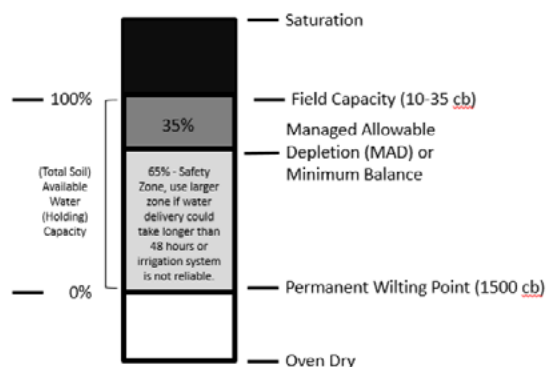 Saturation
100%
Field Capacity (10-35 cb)
35%
Managed Allowable
Depletion (MAD) or
Minimum Balance
(Total Soil)
Available
Water
(Holding)
Capacity
65% - Safety
Zone, use larger
zone if water
delivery could
take longer than
48 hours or
irrigation system
is not reliable.
0%
Permanent Wilting Point (1500 cb)
Oven Dry